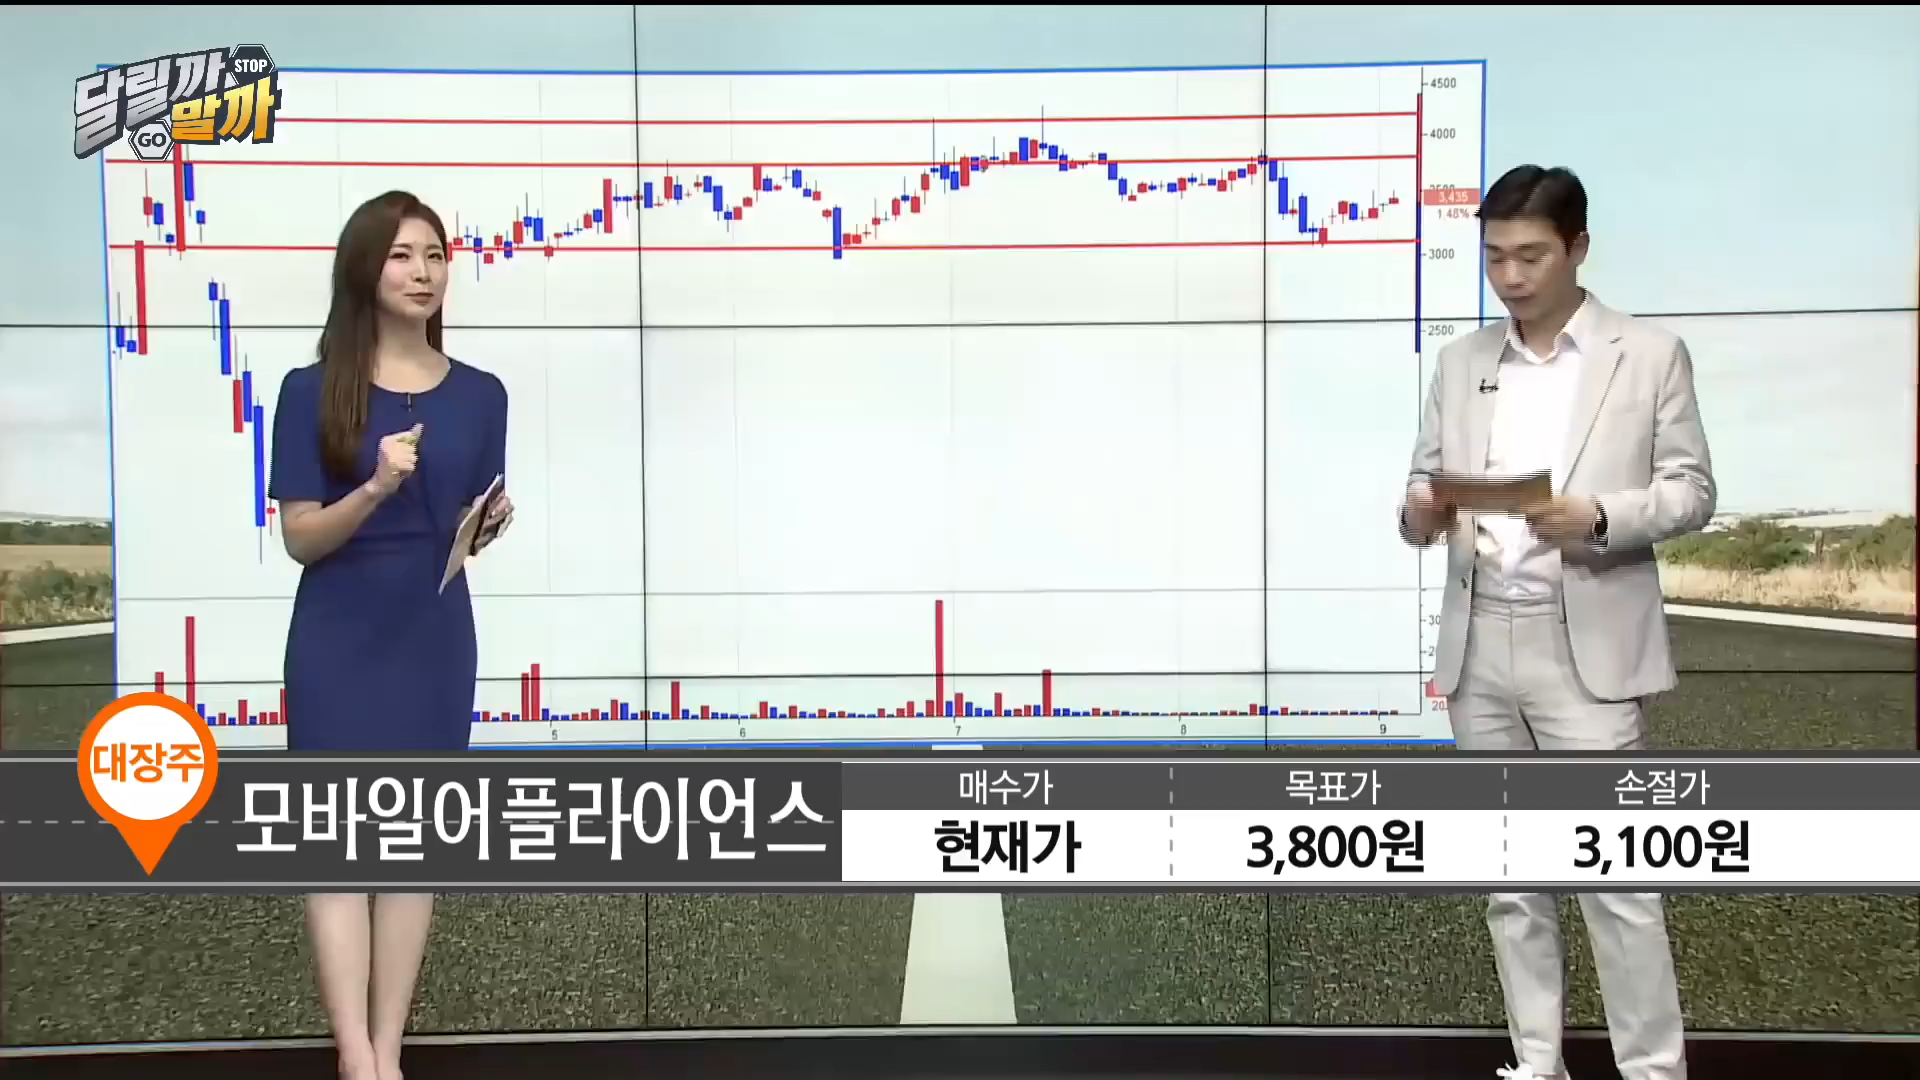 달릴까 STOP
GO 말까
4500
4000
3,435
1.48%
3000
2500
5 6 7 8 9
대장주
모바일어플라이언스
매수가 목표가 손절가
현재가 3,800원 3,100원